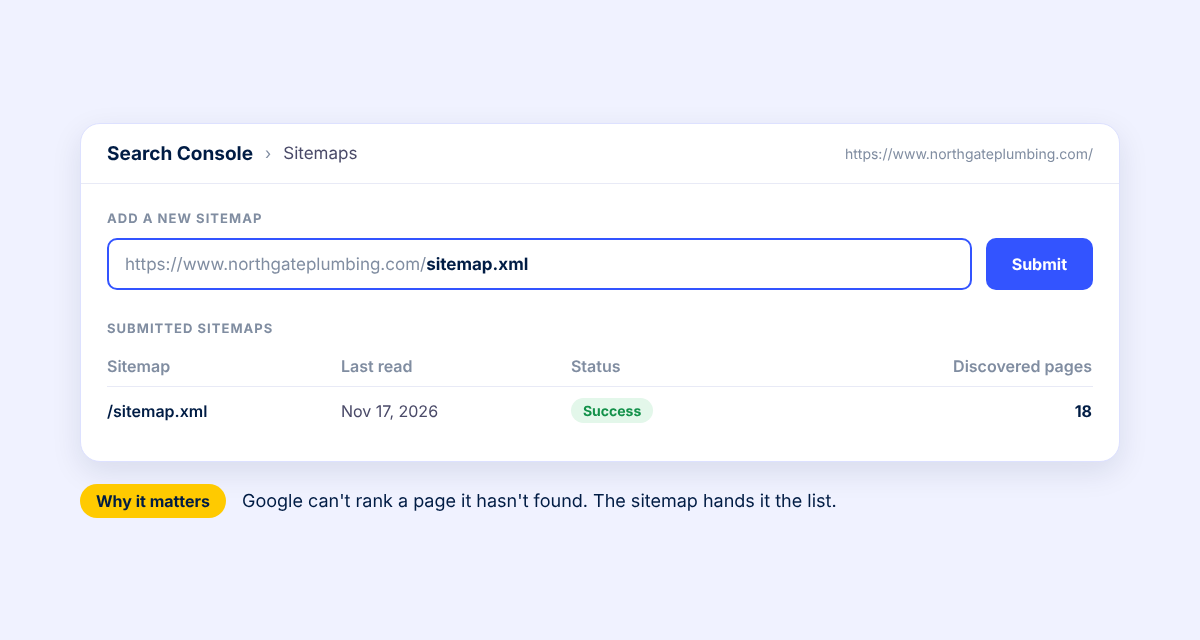 Search Console › Sitemaps https://www.northgateplumbing.com/
ADD A NEW SITEMAP
https://www.northgateplumbing.com/sitemap.xml Submit
SUBMITTED SITEMAPS
Sitemap Last read Status Discovered pages
/sitemap.xml Nov 17, 2026 Success 18
Why it matters Google can't rank a page it hasn't found. The sitemap hands it the list.